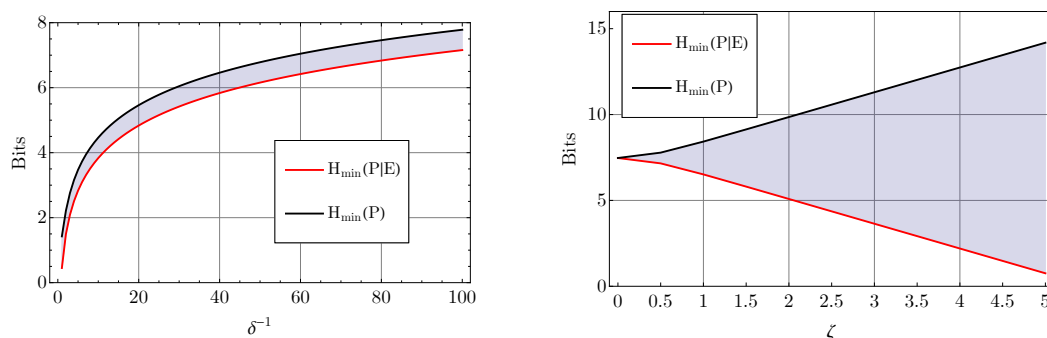 8
6
4
2
0
Bits
H_min(P|E)
H_min(P)
0 20 40 60 80 100
δ⁻¹
15
10
5
0
Bits
H_min(P|E)
H_min(P)
0 0.5 1 1.5 2 2.5 3 3.5 4 4.5 5
ζ